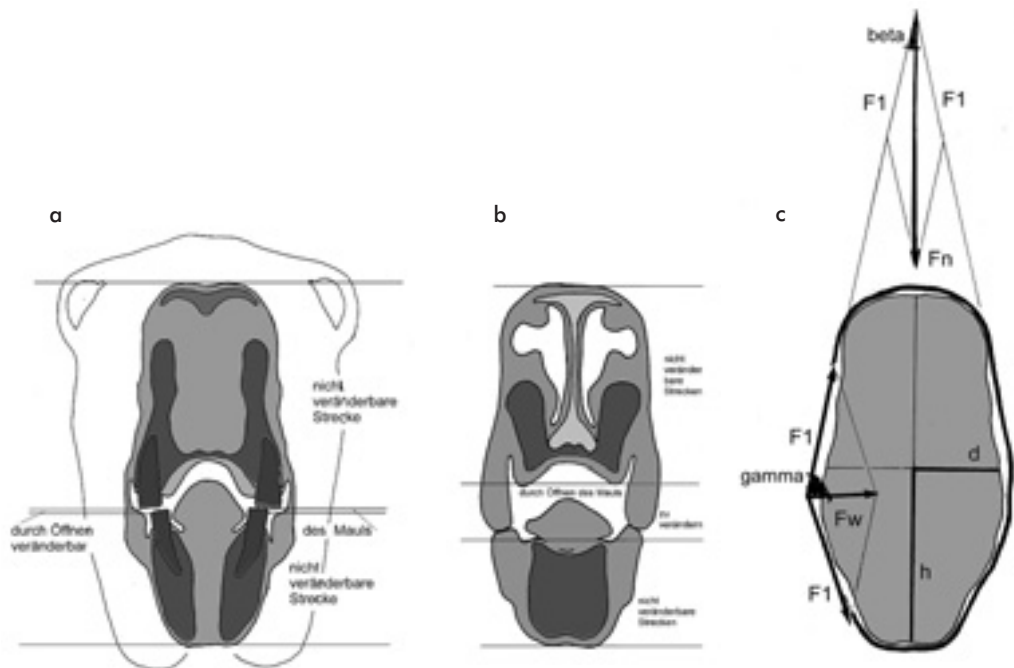 a
nicht
veränderbare
Strecke
durch Öffnen
veränderbar
des Mauls
nicht
veränderbare
Strecke
b
nicht
veränder
bare
Strecken
durch Öffnen des Mauls
zu
verändern
nicht
veränderbare
Strecken
c
beta
F1
F1
Fn
F1
gamma
d
Fw
h
F1